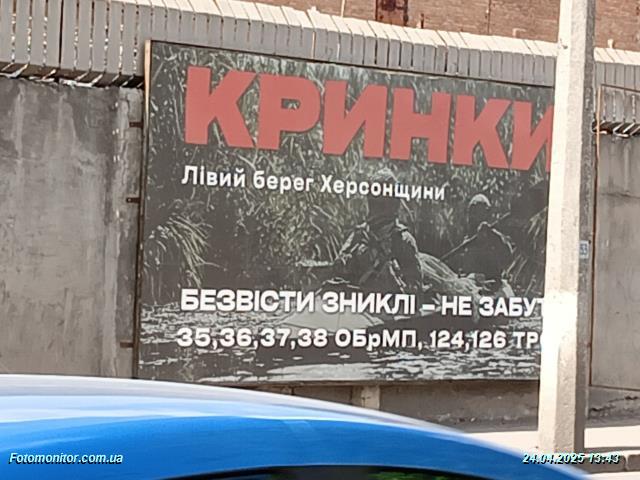 КРИНКИ
Лівий берег Херсонщини
БЕЗВІСТИ ЗНИКЛІ – НЕ ЗАБУТ
35,36,37,38 ОБрМП, 124,126 ТР
Fotomonitor.com.ua
24.04.2025 13:43